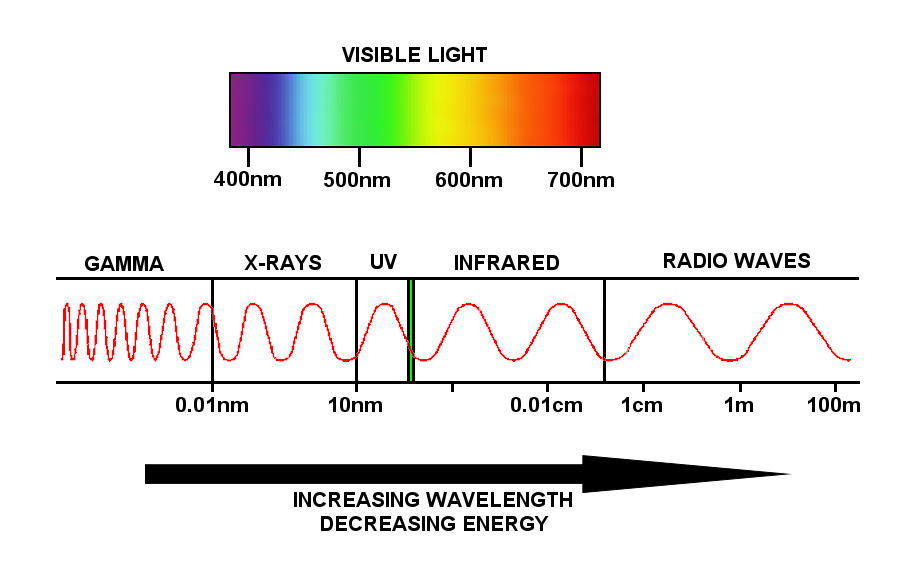 VISIBLE LIGHT
400nm 500nm 600nm 700nm
GAMMA X-RAYS UV INFRARED RADIO WAVES
0.01nm 10nm 0.01cm 1cm 1m 100m
INCREASING WAVELENGTH
DECREASING ENERGY